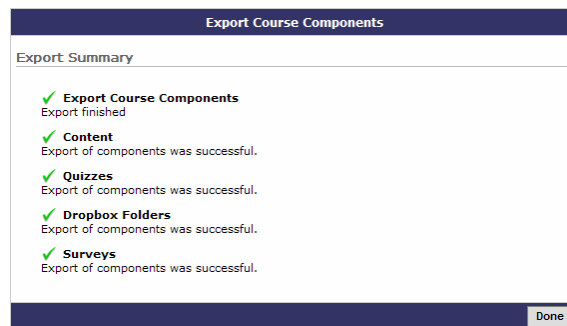 Export Course Components
Export Summary
Export Course Components
Export finished
Content
Export of components was successful.
Quizzes
Export of components was successful.
Dropbox Folders
Export of components was successful.
Surveys
Export of components was successful.
Done